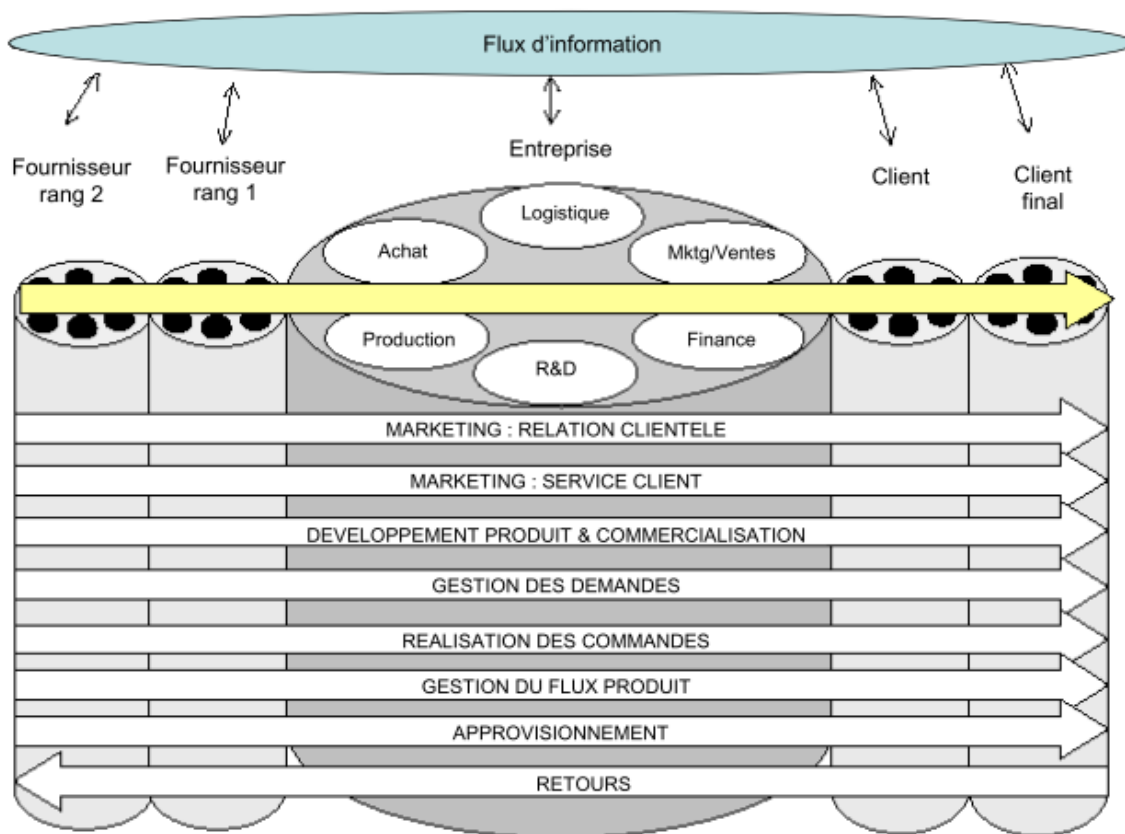 Flux d'information
Entreprise
Fournisseur
rang 2
Fournisseur
rang 1
Client
Client
final
Logistique
Achat
Mktg/Ventes
Production
Finance
R&D
MARKETING : RELATION CLIENTELE
MARKETING : SERVICE CLIENT
DEVELOPPEMENT PRODUIT & COMMERCIALISATION
GESTION DES DEMANDES
REALISATION DES COMMANDES
GESTION DU FLUX PRODUIT
APPROVISIONNEMENT
RETOURS